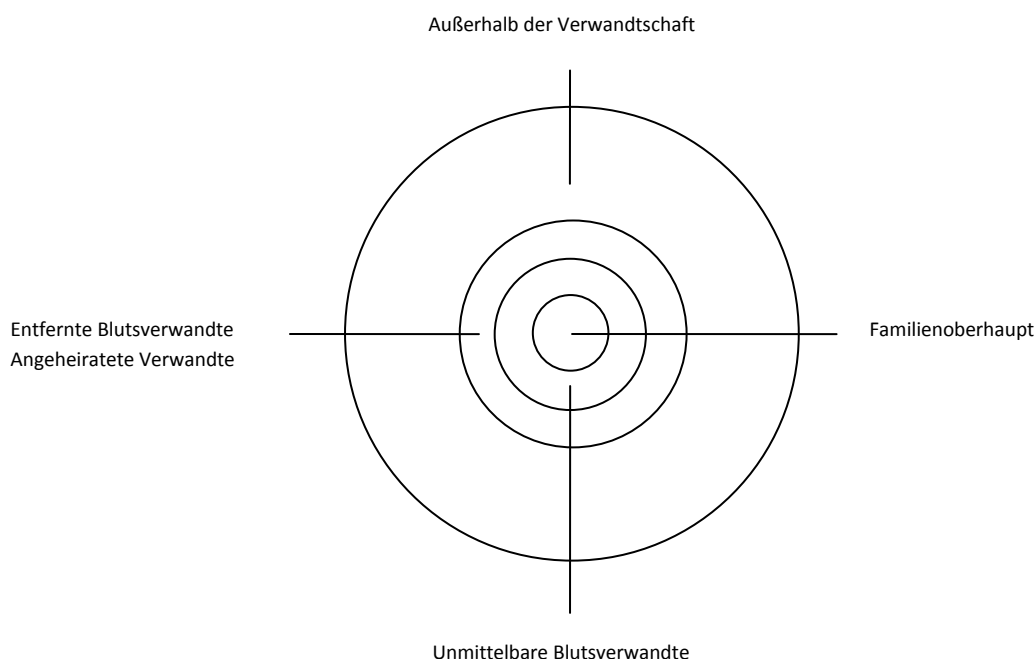 Außerhalb der Verwandtschaft
Entfernte Blutsverwandte
Angeheiratete Verwandte
Familienoberhaupt
Unmittelbare Blutsverwandte